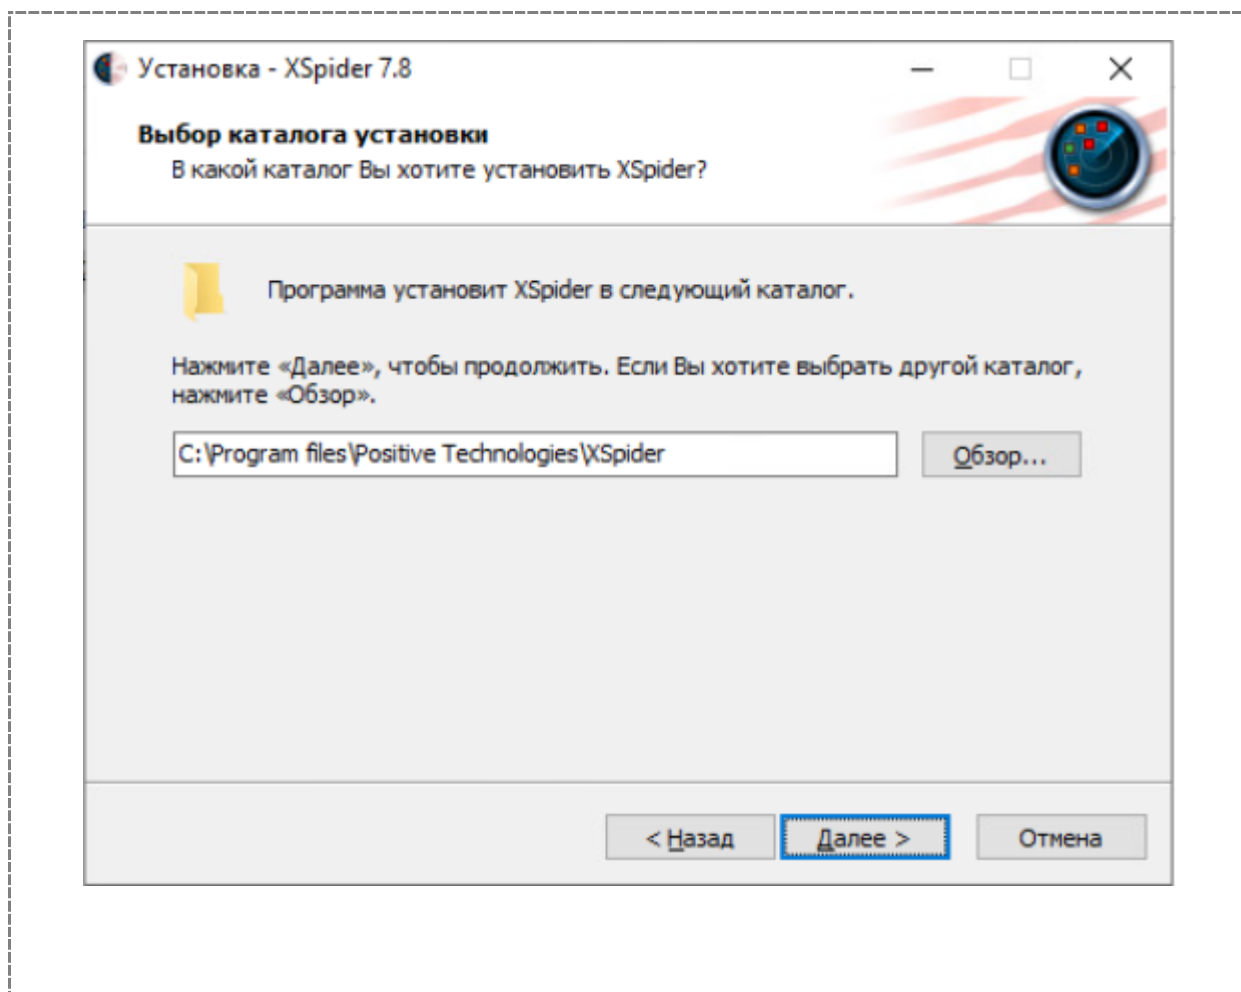 Установка - XSpider 7.8
Выбор каталога установки
В какой каталог Вы хотите установить XSpider?
Программа установит XSpider в следующий каталог.
Нажмите «Далее», чтобы продолжить. Если Вы хотите выбрать другой каталог,
нажмите «Обзор».
C:\Program files\Positive Technologies\XSpider
Обзор...
< Назад
Далее >
Отмена